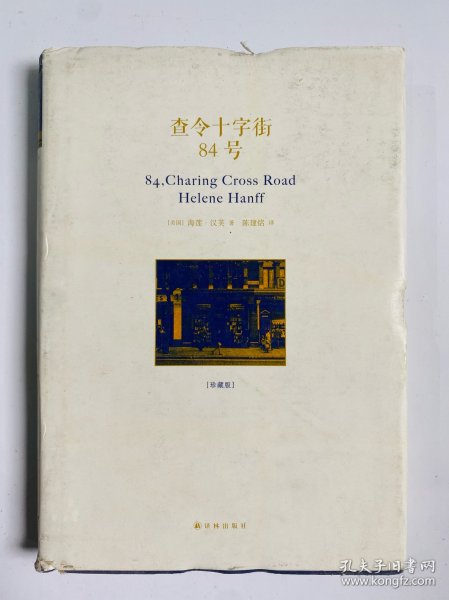 查令十字街
84 号
84, Charing Cross Road
Helene Hanff
[美国] 海莲·汉芙 著 陈建铭 译
[珍藏版]
译林出版社
孔夫子旧书网
www.kongfz.com